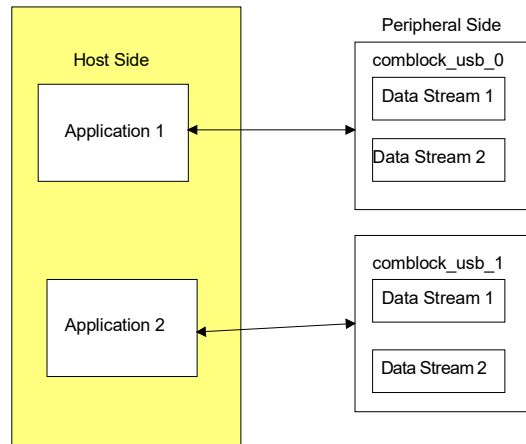 Host Side
Application 1
Application 2
Peripheral Side
comblock_usb_0
Data Stream 1
Data Stream 2
comblock_usb_1
Data Stream 1
Data Stream 2